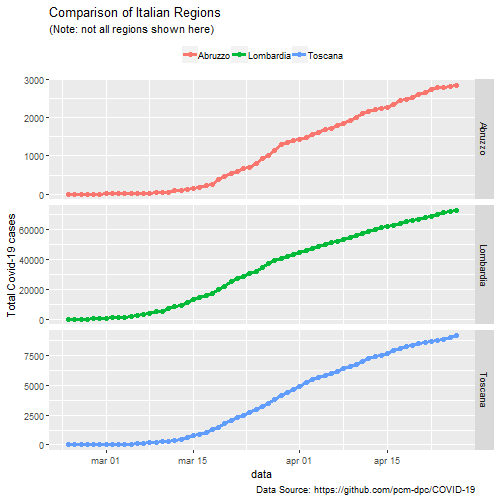 Comparison of Italian Regions
(Note: not all regions shown here)
Abruzzo Lombardia Toscana
3000
2000
1000
0
Abruzzo
60000
40000
20000
0
Lombardia
7500
5000
2500
0
Toscana
Total Covid-19 cases
mar 01 mar 15 apr 01 apr 15
data
Data Source: https://github.com/pcm-dpc/COVID-19